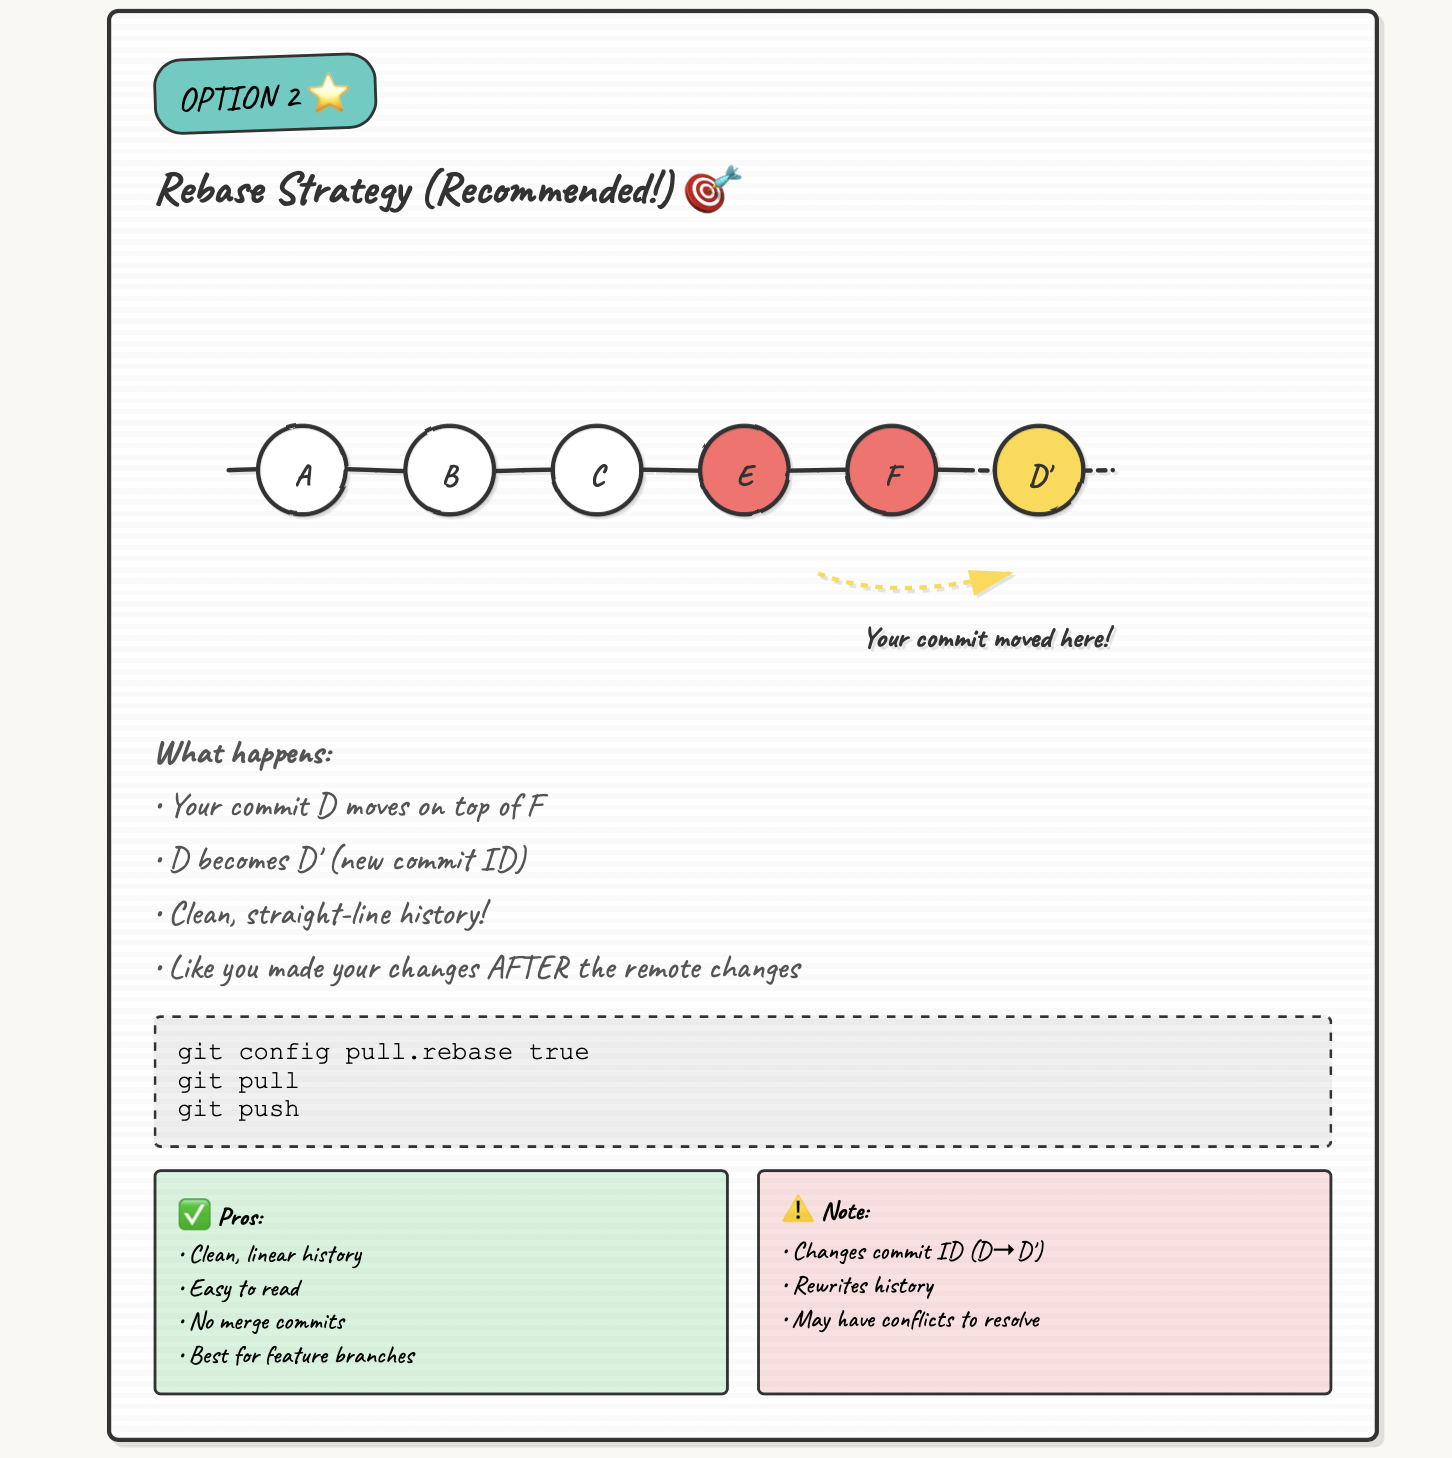 OPTION 2 ⭐
Rebase Strategy (Recommended!) 🎯
A B C E F D'
Your commit moved here!
What happens:
• Your commit D moves on top of F
• D becomes D' (new commit ID)
• Clean, straight-line history!
• Like you made your changes AFTER the remote changes
git config pull.rebase true
git pull
git push
✅ Pros:
• Clean, linear history
• Easy to read
• No merge commits
• Best for feature branches
⚠️ Note:
• Changes commit ID (D→D')
• Rewrites history
• May have conflicts to resolve